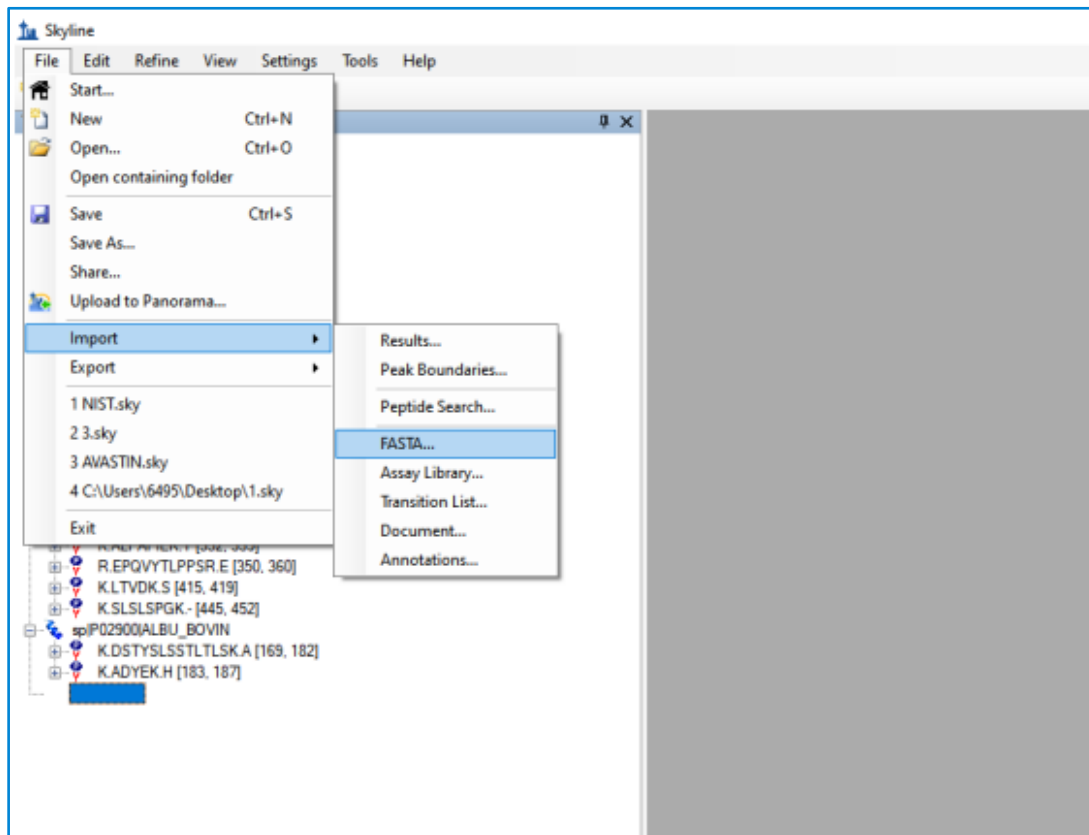 Skyline
File Edit Refine View Settings Tools Help
Start...
New Ctrl+N
Open... Ctrl+O
Open containing folder
Save Ctrl+S
Save As...
Share...
Upload to Panorama...
Import
Export
1 NIST.sky
2 3.sky
3 AVASTIN.sky
4 C:\Users\6495\Desktop\1.sky
Exit
Results...
Peak Boundaries...
Peptide Search...
FASTA...
Assay Library...
Transition List...
Document...
Annotations...
R.EPQVYTLPPSR.E [350, 360]
K.LTVDK.S [415, 419]
K.SLSLSPGK.- [445, 452]
sp|P02900|ALBU_BOVIN
K.DSTYSLSSTLTLSK.A [169, 182]
K.ADYEK.H [183, 187]